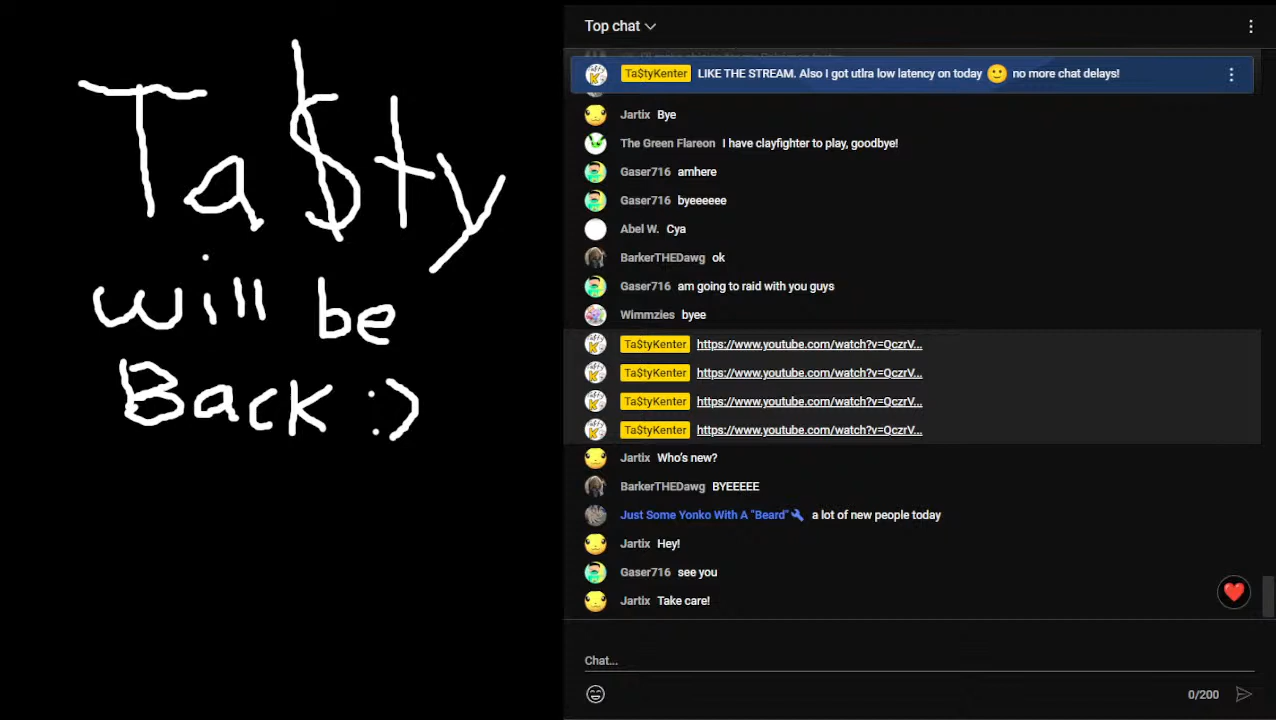 Ta$ty
will be
Back :)
Top chat
Ta$tyKenter LIKE THE STREAM. Also I got utlra low latency on today 🙂 no more chat delays!
Jartix Bye
The Green Flareon I have clayfighter to play, goodbye!
Gaser716 amhere
Gaser716 byeeeeee
Abel W. Cya
BarkerTHEDawg ok
Gaser716 am going to raid with you guys
Wimmzies byee
Ta$tyKenter https://www.youtube.com/watch?v=QczrV...
Ta$tyKenter https://www.youtube.com/watch?v=QczrV...
Ta$tyKenter https://www.youtube.com/watch?v=QczrV...
Ta$tyKenter https://www.youtube.com/watch?v=QczrV...
Jartix Who's new?
BarkerTHEDawg BYEEEEE
Just Some Yonko With A "Beard" a lot of new people today
Jartix Hey!
Gaser716 see you
Jartix Take care!
Chat...
0/200